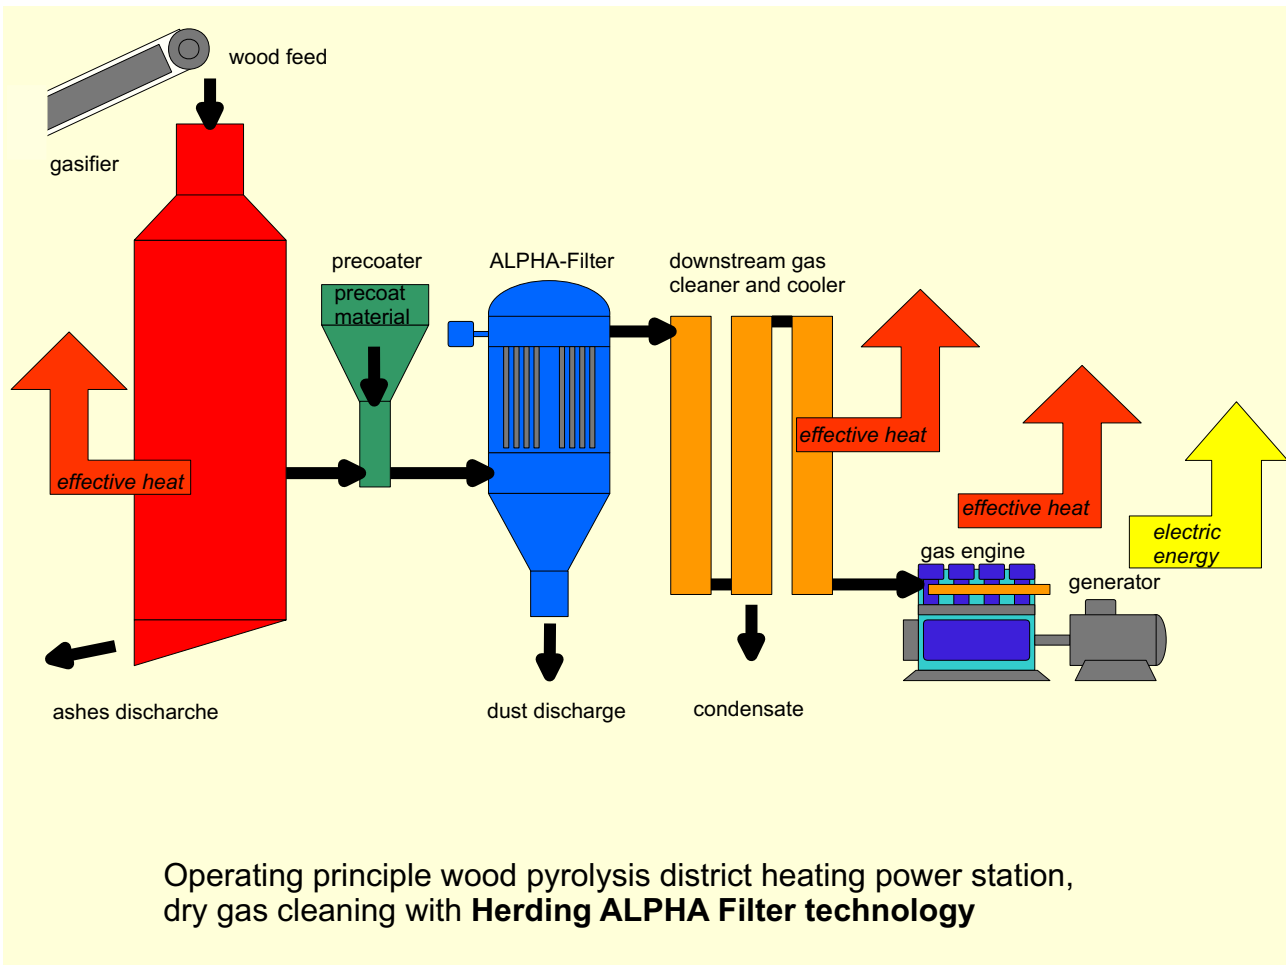 wood feed
gasifier
precoater
precoat
material
ALPHA-Filter
downstream gas
cleaner and cooler
effective heat
effective heat
effective heat
electric
energy
gas engine
generator
ashes discharche
dust discharge
condensate
Operating principle wood pyrolysis district heating power station,
dry gas cleaning with Herding ALPHA Filter technology